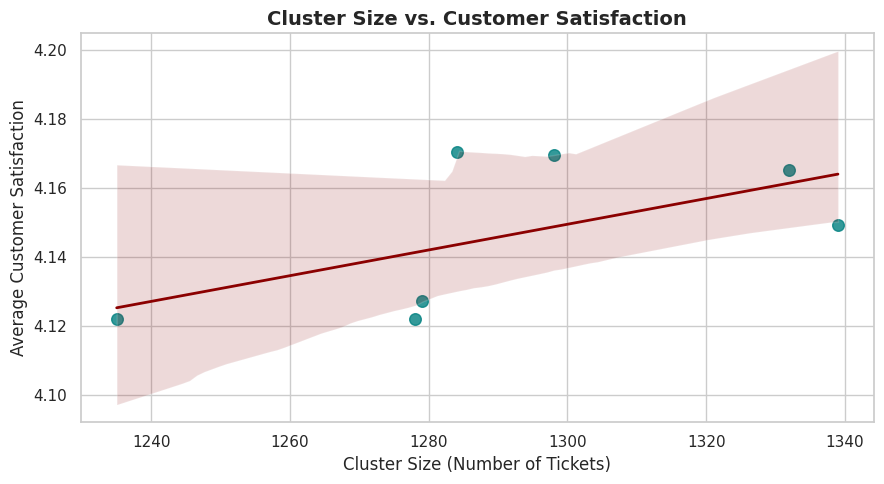 Cluster Size vs. Customer Satisfaction
Average Customer Satisfaction
4.20
4.18
4.16
4.14
4.12
4.10
1240 1260 1280 1300 1320 1340
Cluster Size (Number of Tickets)